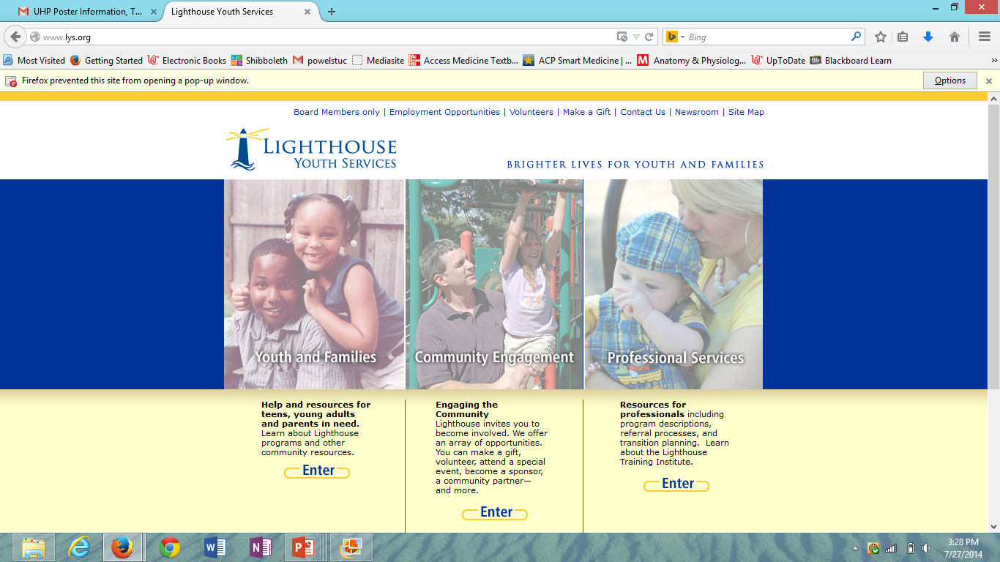 UHP Poster Information, T...
Lighthouse Youth Services
www.lys.org
Bing
Most Visited
Getting Started
Electronic Books
Shibboleth
powelstuc
Mediasite
Access Medicine Textb...
ACP Smart Medicine | ...
Anatomy & Physiolog...
UpToDate
Bb
Blackboard Learn
»
Firefox prevented this site from opening a pop-up window.
Options
Board Members only | Employment Opportunities | Volunteers | Make a Gift | Contact Us | Newsroom | Site Map
LIGHTHOUSE
YOUTH SERVICES
BRIGHTER LIVES FOR YOUTH AND FAMILIES
Youth and Families
Community Engagement
Professional Services
Help and resources for
teens, young adults
and parents in need.
Learn about Lighthouse
programs and other
community resources.
Enter
Engaging the
Community
Lighthouse invites you to
become involved. We offer
an array of opportunities.
You can make a gift,
volunteer, attend a special
event, become a sponsor,
a community partner—
and more.
Enter
Resources for
professionals including
program descriptions,
referral processes, and
transition planning.  Learn
about the Lighthouse
Training Institute.
Enter
3:28 PM
7/27/2014